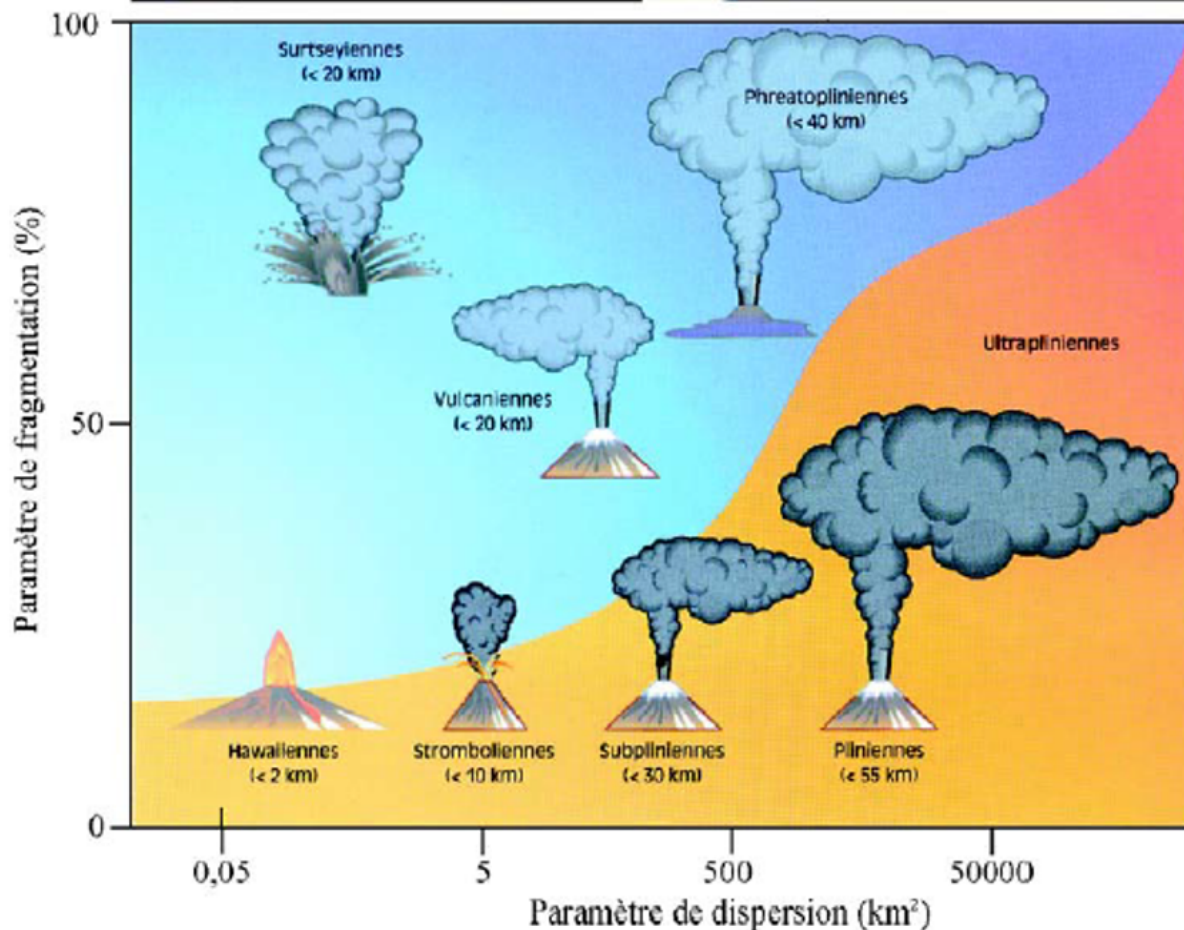 100
Surtseyiennes
(< 20 km)
Phreatopliniennes
(< 40 km)
Ultrapliniennes
Vulcaniennes
(< 20 km)
50
Hawaiiennes
(< 2 km)
Stromboliennes
(< 10 km)
Subpliniennes
(< 30 km)
Pliniennes
(< 55 km)
0
0,05
5
500
50000
Paramètre de dispersion (km²)
Paramètre de fragmentation (%)